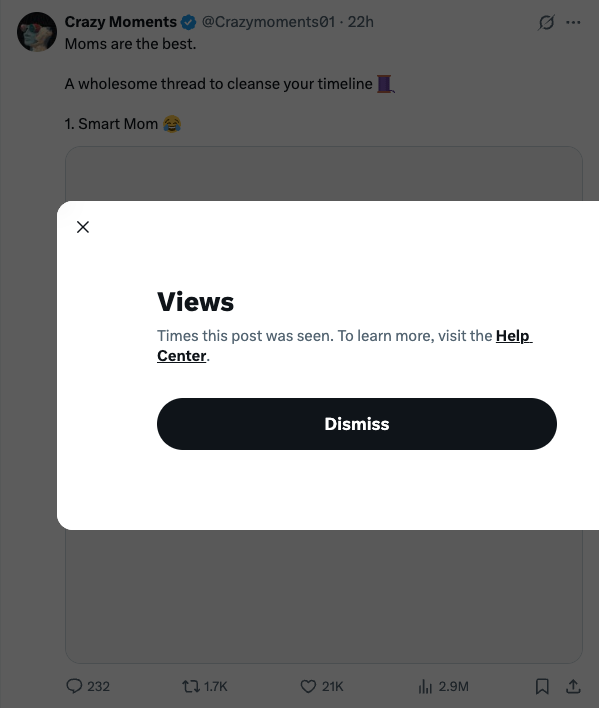 Crazy Moments @Crazymoments01 · 22h
Moms are the best.
A wholesome thread to cleanse your timeline 🧵
1. Smart Mom 😂
Views
Times this post was seen. To learn more, visit the Help
Center.
Dismiss
232 1.7K 21K 2.9M